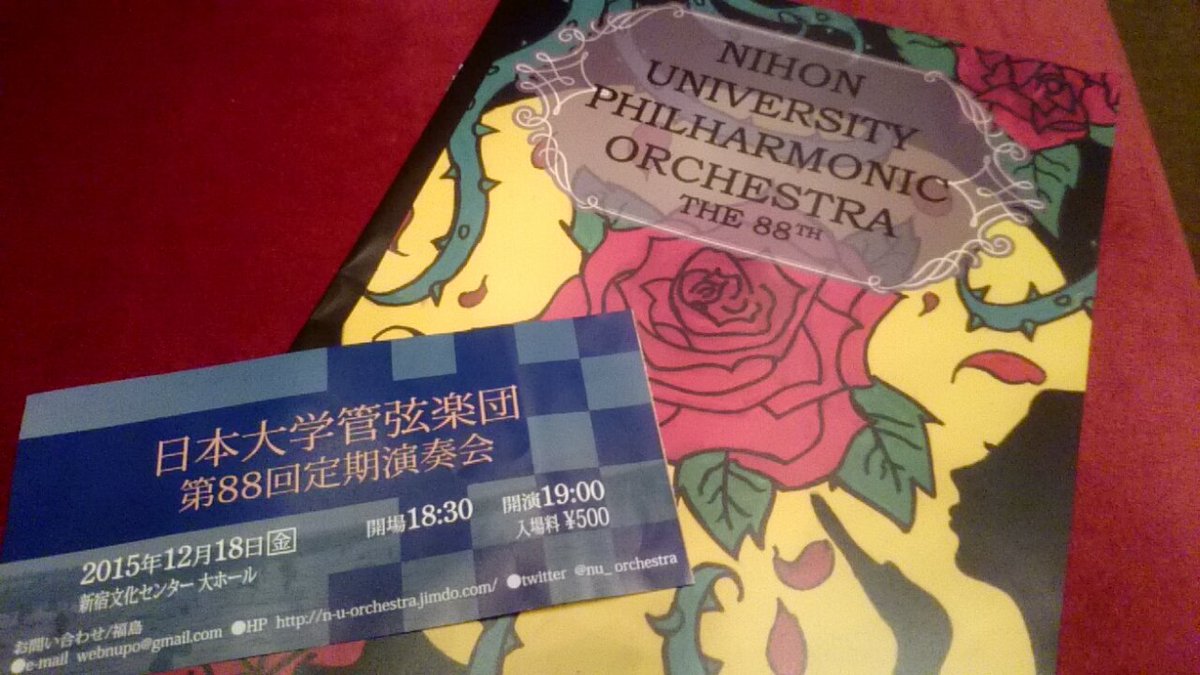 NIHON
UNIVERSITY
PHILHARMONIC
ORCHESTRA
THE 88TH
日本大学管弦楽団
第88回定期演奏会
開場18:30 開演19:00
入場料 ¥500
2015年12月18日金
新宿文化センター 大ホール
お問い合わせ/福島
●e-mail webnupo@gmail.com ●HP http://n-u-orchestra.jimdo.com/ ●twitter @nu_orchestra